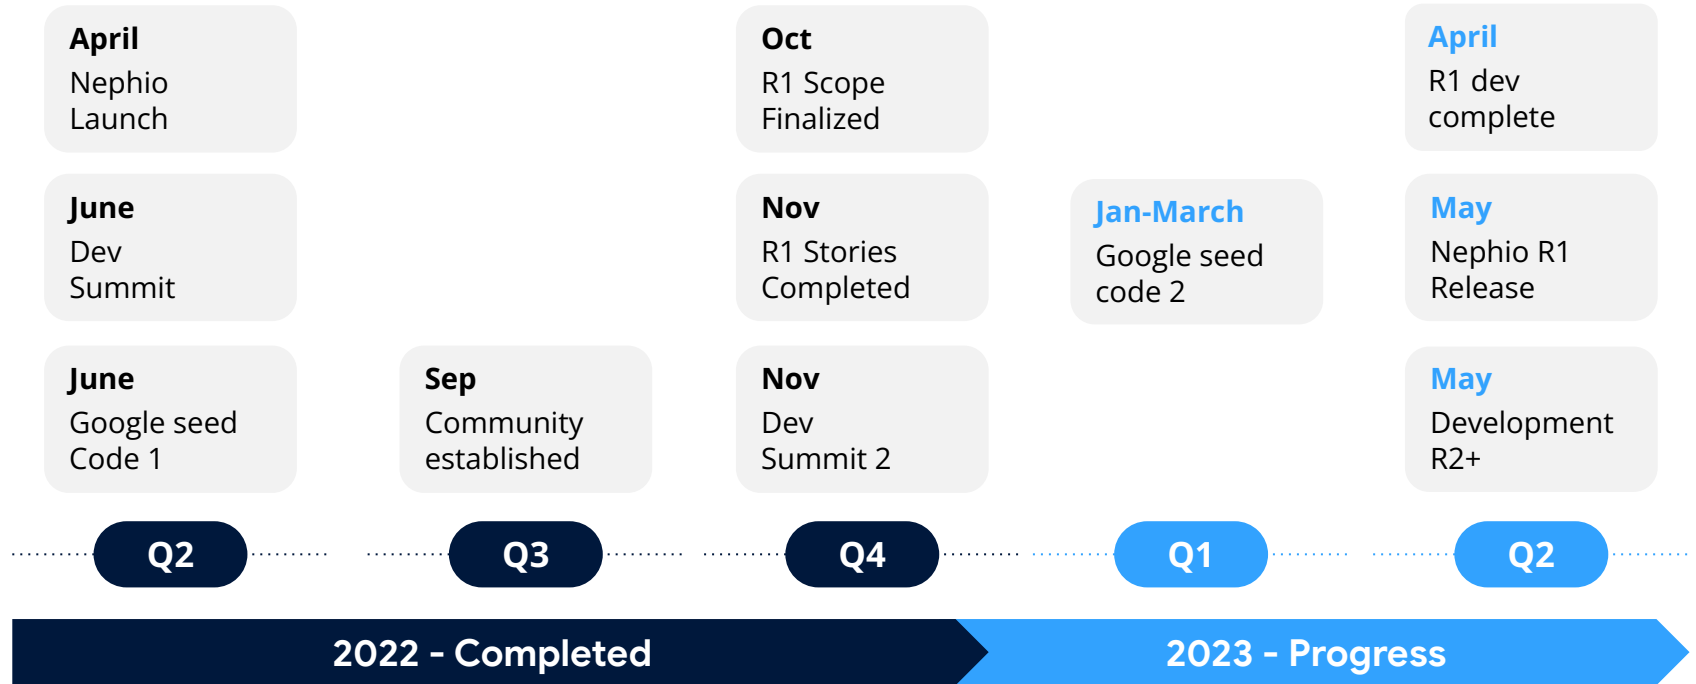 April
Nephio
Launch
June
Dev
Summit
June
Google seed
Code 1
Sep
Community
established
Oct
R1 Scope
Finalized
Nov
R1 Stories
Completed
Nov
Dev
Summit 2
Jan-March
Google seed
code 2
April
R1 dev
complete
May
Nephio R1
Release
May
Development
R2+
Q2
Q3
Q4
Q1
Q2
2022 - Completed
2023 - Progress